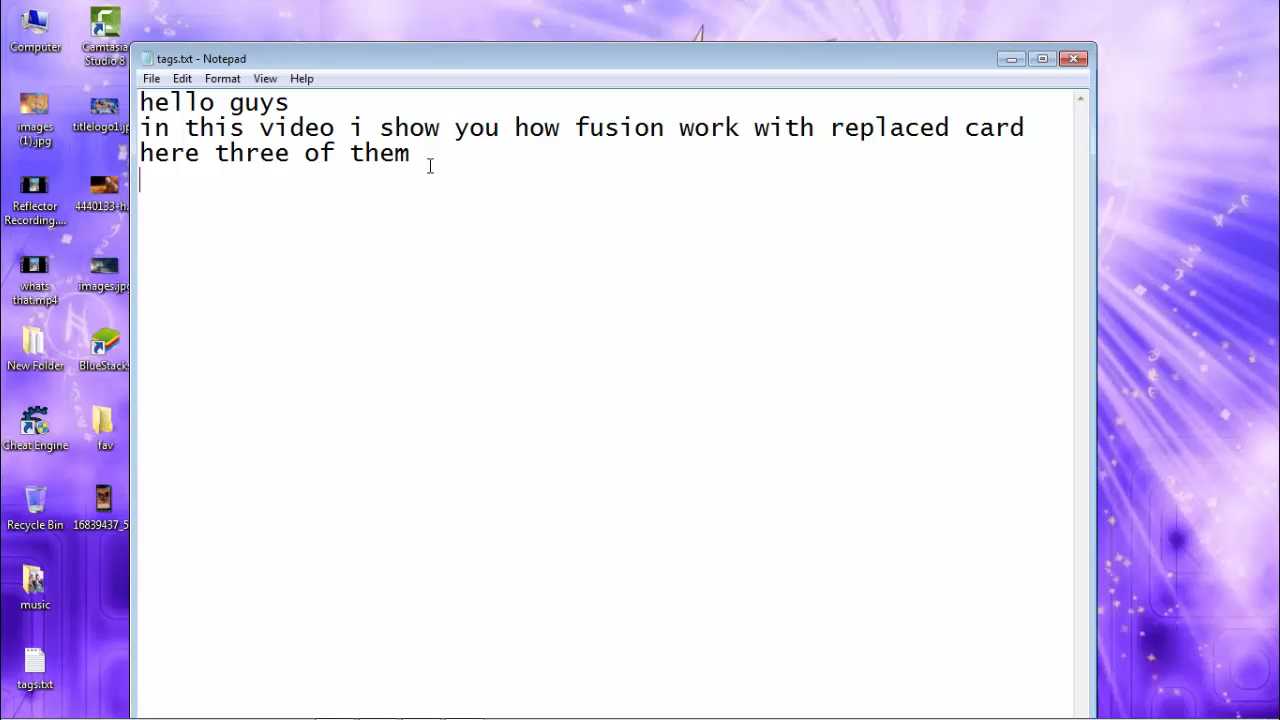 Computer
Camtasia
Studio 8
images
(1).jpg
titlelogo1.jp
Reflector
Recording....
4440133-h.
whats
that.mp4
images.jpg
New Folder
BlueStack
Cheat Engine
fav
Recycle Bin
16839437_5
music
tags.txt
tags.txt - Notepad
File Edit Format View Help
hello guys
in this video i show you how fusion work with replaced card
here three of them